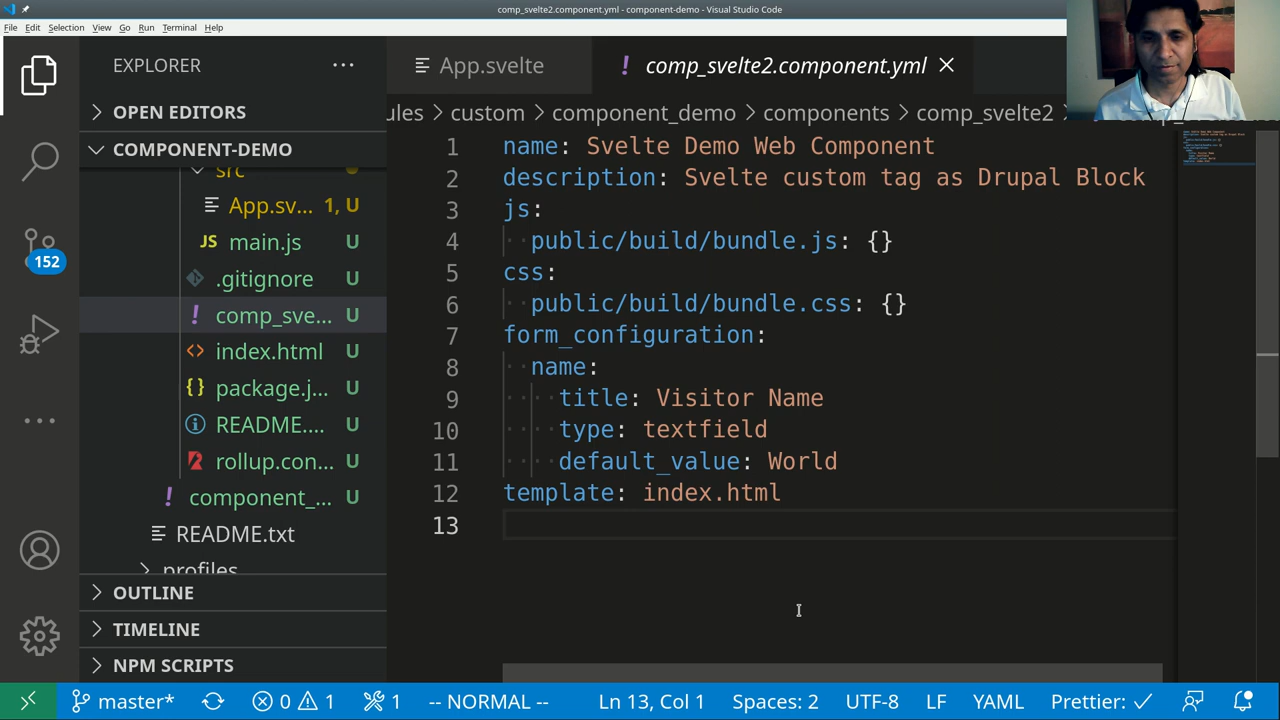 comp_svelte2.component.yml - component-demo - Visual Studio Code
File Edit Selection View Go Run Terminal Help
EXPLORER ...
App.svelte
! comp_svelte2.component.yml ×
OPEN EDITORS
ules > custom > component_demo > components > comp_svelte2 >
COMPONENT-DEMO
src
App.sv... 1, U
JS main.js U
.gitignore U
! comp_sve... U
<> index.html U
{} package.j... U
README.... U
rollup.con... U
! component_... U
README.txt
profiles
OUTLINE
TIMELINE
NPM SCRIPTS
152
1 name: Svelte Demo Web Component
2 description: Svelte custom tag as Drupal Block
3 js:
4 public/build/bundle.js: {}
5 css:
6 public/build/bundle.css: {}
7 form_configuration:
8 name:
9 title: Visitor Name
10 type: textfield
11 default_value: World
12 template: index.html
13
master* 0 1 1 -- NORMAL -- Ln 13, Col 1 Spaces: 2 UTF-8 LF YAML Prettier: ✓